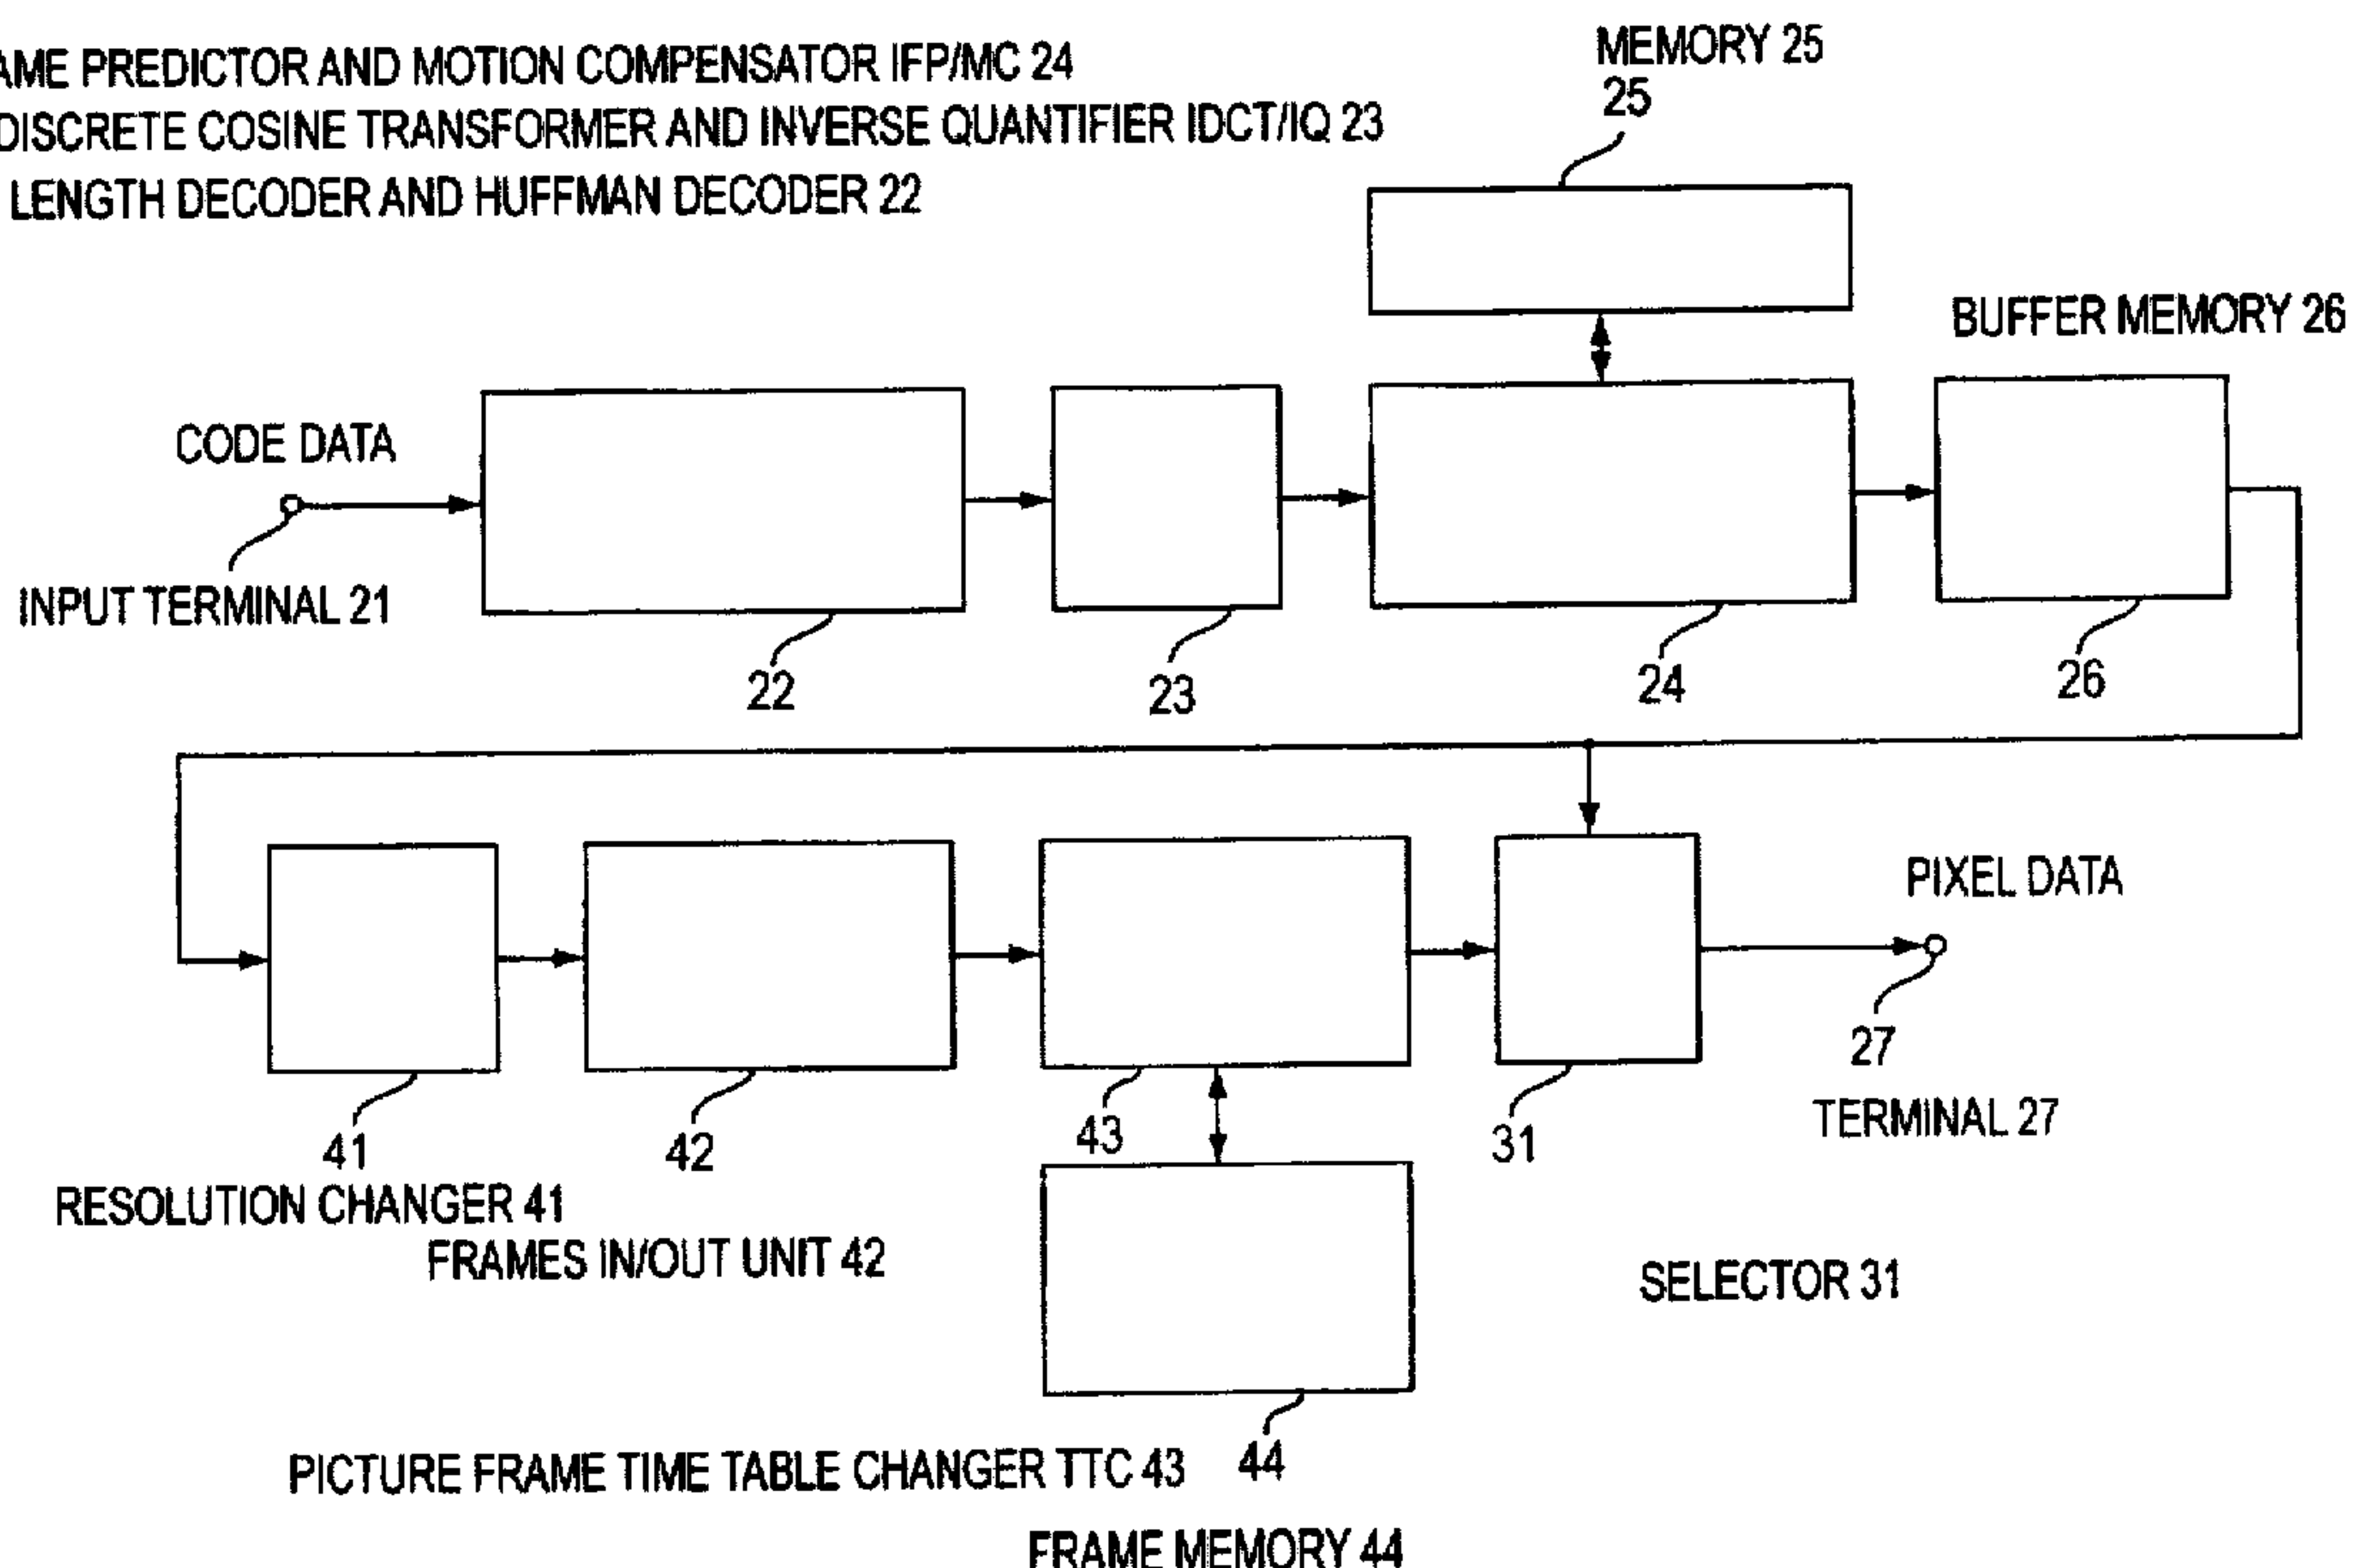 PREDICTOR AND MOTION COMPENSATOR IFP/MC 24
DISCRETE COSINE TRANSFORMER AND INVERSE QUANTIFIER IDCT/IQ 23
LENGTH DECODER AND HUFFMAN DECODER 22
MEMORY 25
25
BUFFER MEMORY 26
CODE DATA
INPUT TERMINAL 21
22
23
24
26
PIXEL DATA
27
TERMINAL 27
41
42
43
31
RESOLUTION CHANGER 41
FRAMES IN/OUT UNIT 42
SELECTOR 31
44
PICTURE FRAME TIME TABLE CHANGER TTC 43
FRAME MEMORY 44